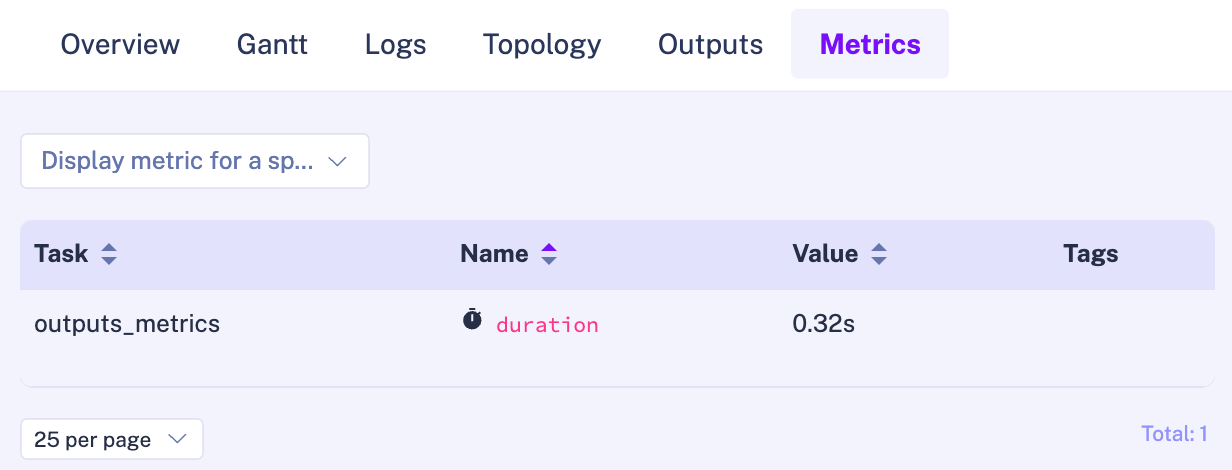 Overview Gantt Logs Topology Outputs Metrics
Display metric for a sp...
Task Name Value Tags
outputs_metrics duration 0.32s
25 per page Total: 1